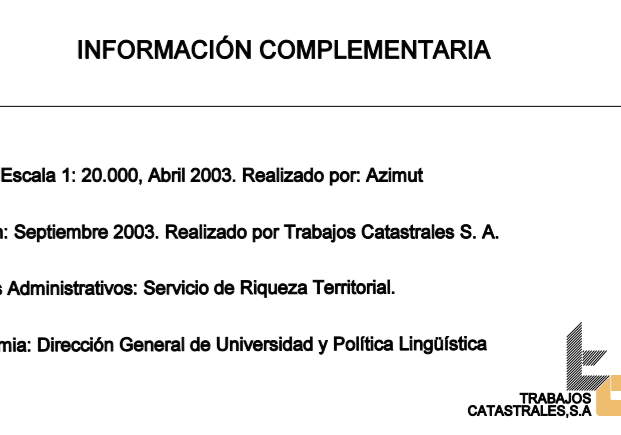 INFORMACIÓN COMPLEMENTARIA
Escala 1: 20.000, Abril 2003. Realizado por: Azimut
: Septiembre 2003. Realizado por Trabajos Catastrales S. A.
Administrativos: Servicio de Riqueza Territorial.
mia: Dirección General de Universidad y Política Lingüística
TRABAJOS
CATASTRALES,S.A